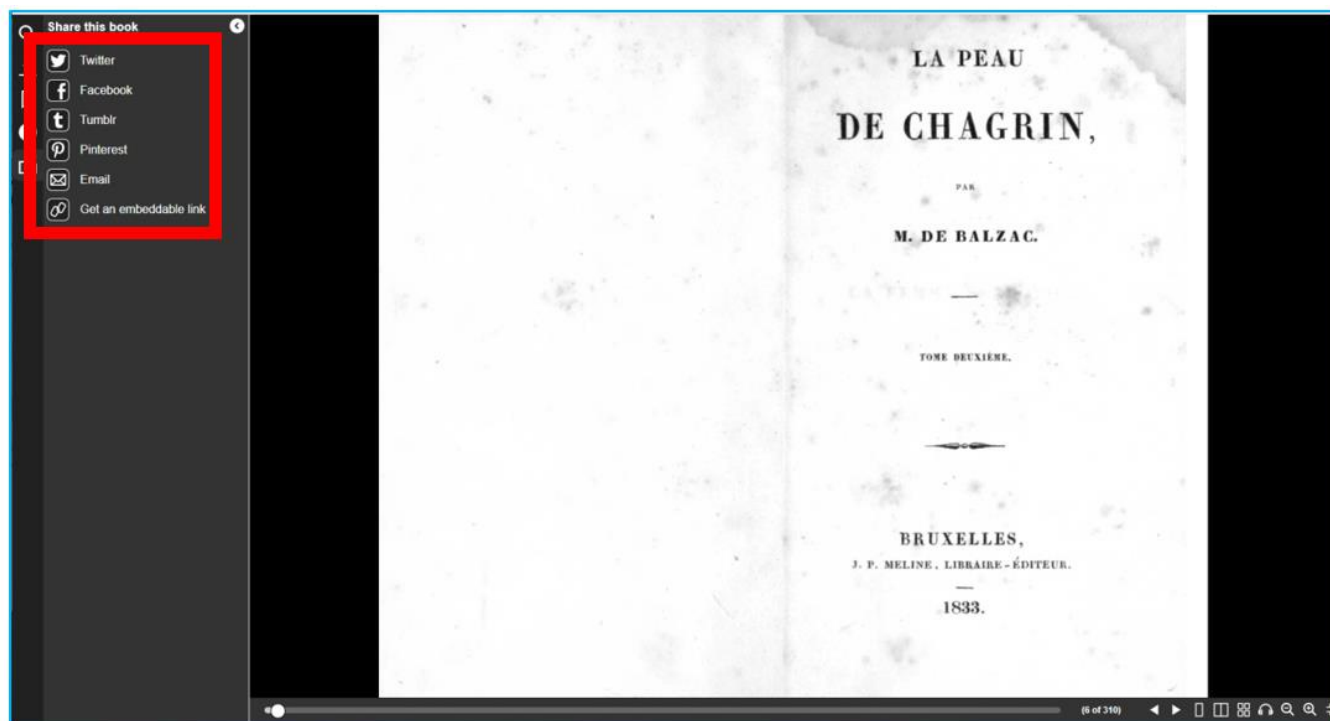 Share this book
Twitter
Facebook
Tumblr
Pinterest
Email
Get an embeddable link
LA PEAU
DE CHAGRIN,
PAR
M. DE BALZAC.
TOME DEUXIÈME.
BRUXELLES,
J. P. MELINE, LIBRAIRE-ÉDITEUR.
1833.
(6 of 310)